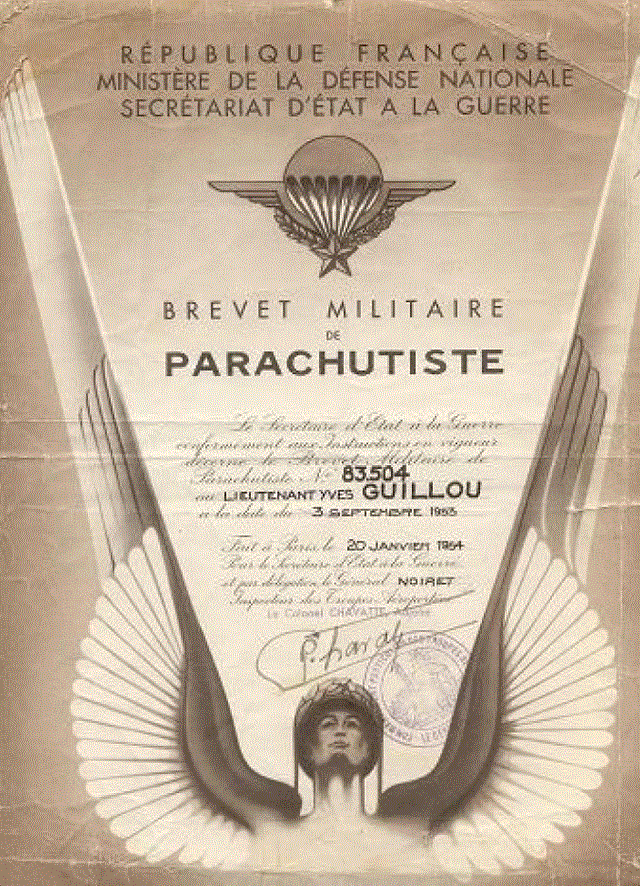 RÉPUBLIQUE FRANÇAISE
MINISTÈRE DE LA DÉFENSE NATIONALE
SECRÉTARIAT D'ÉTAT A LA GUERRE
BREVET MILITAIRE
DE
PARACHUTISTE
Le Secrétaire d'Etat à la Guerre
conformément aux Instructions en vigueur
décerne le Brevet Militaire de
Parachutiste N° 83.504
au LIEUTENANT YVES GUILLOU
à la date du 3 SEPTEMBRE 1953
Fait à Paris le 20 JANVIER 1954
Pour le Secrétaire d'Etat à la Guerre
et par délégation le Général NOIRET
Inspecteur des Troupes Aéroportées
Le Colonel CHAVATTE,